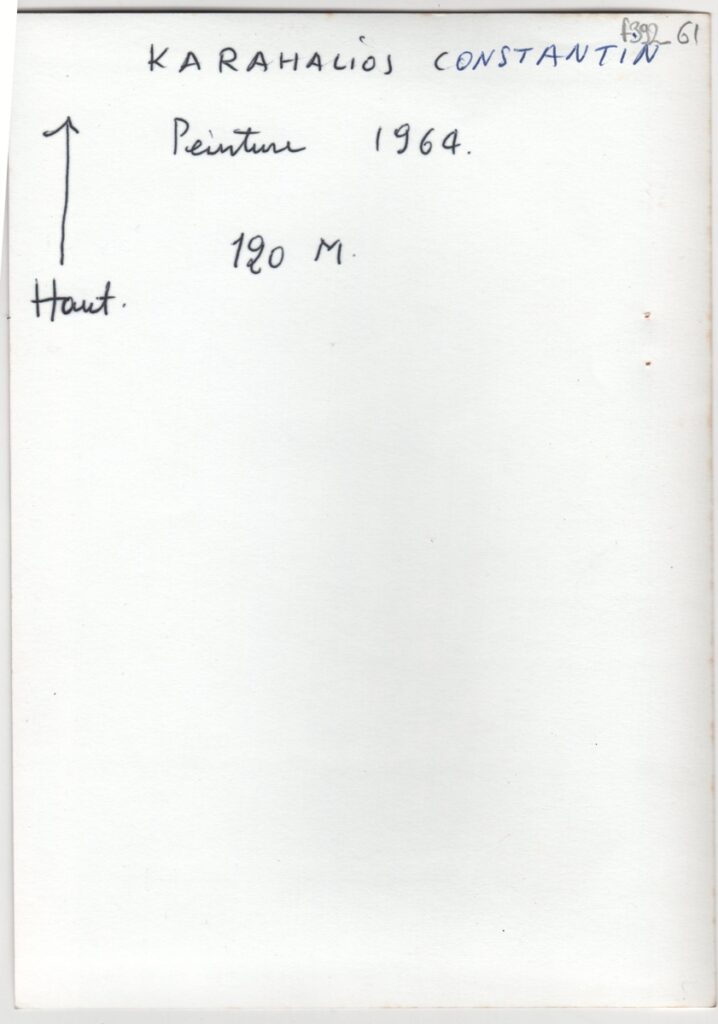 f392_61
KARAHALIOS CONSTANTIN
Peinture 1964.
120 M.
Haut.